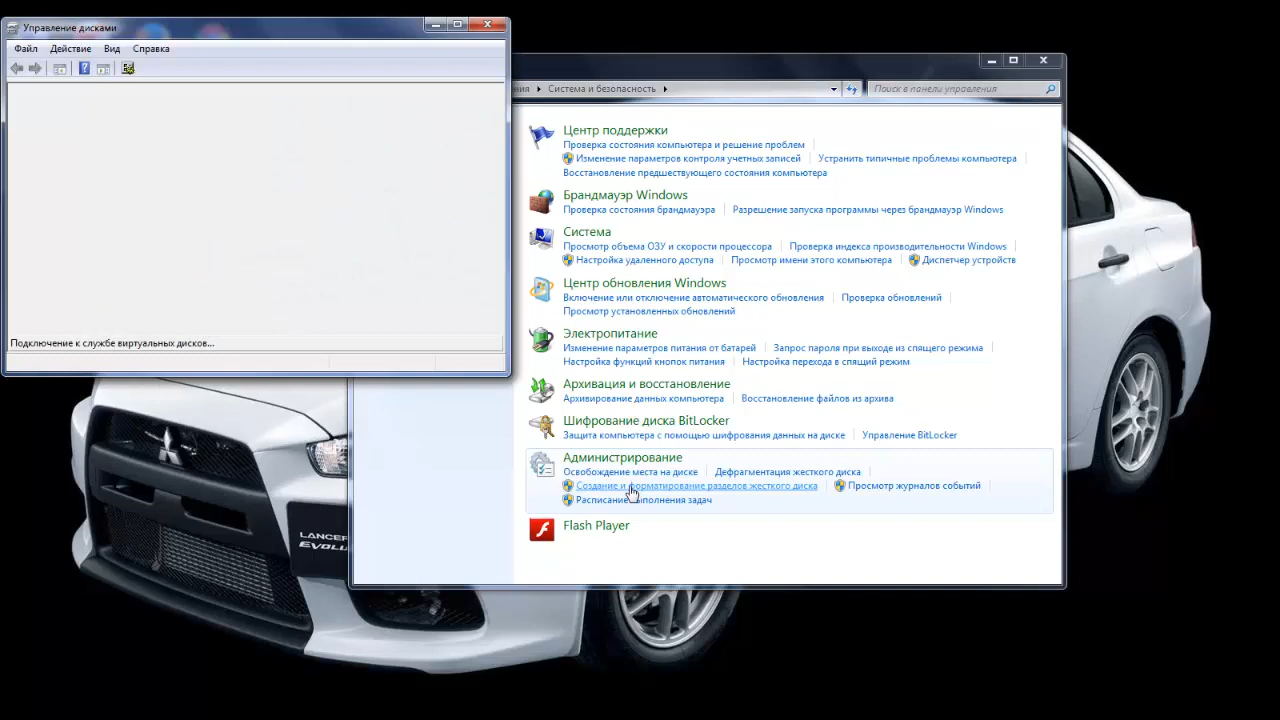 Управление дисками
Файл Действие Вид Справка
Подключение к службе виртуальных дисков...
ния ▸ Система и безопасность ▸ Поиск в панели управления
Центр поддержки
Проверка состояния компьютера и решение проблем
Изменение параметров контроля учетных записей Устранить типичные проблемы компьютера
Восстановление предшествующего состояния компьютера
Брандмауэр Windows
Проверка состояния брандмауэра Разрешение запуска программы через брандмауэр Windows
Система
Просмотр объема ОЗУ и скорости процессора Проверка индекса производительности Windows
Настройка удаленного доступа Просмотр имени этого компьютера Диспетчер устройств
Центр обновления Windows
Включение или отключение автоматического обновления Проверка обновлений
Просмотр установленных обновлений
Электропитание
Изменение параметров питания от батарей Запрос пароля при выходе из спящего режима
Настройка функций кнопок питания Настройка перехода в спящий режим
Архивация и восстановление
Архивирование данных компьютера Восстановление файлов из архива
Шифрование диска BitLocker
Защита компьютера с помощью шифрования данных на диске Управление BitLocker
Администрирование
Освобождение места на диске Дефрагментация жесткого диска
Создание и форматирование разделов жесткого диска Просмотр журналов событий
Расписание выполнения задач
Flash Player
LANCER
EVOLU